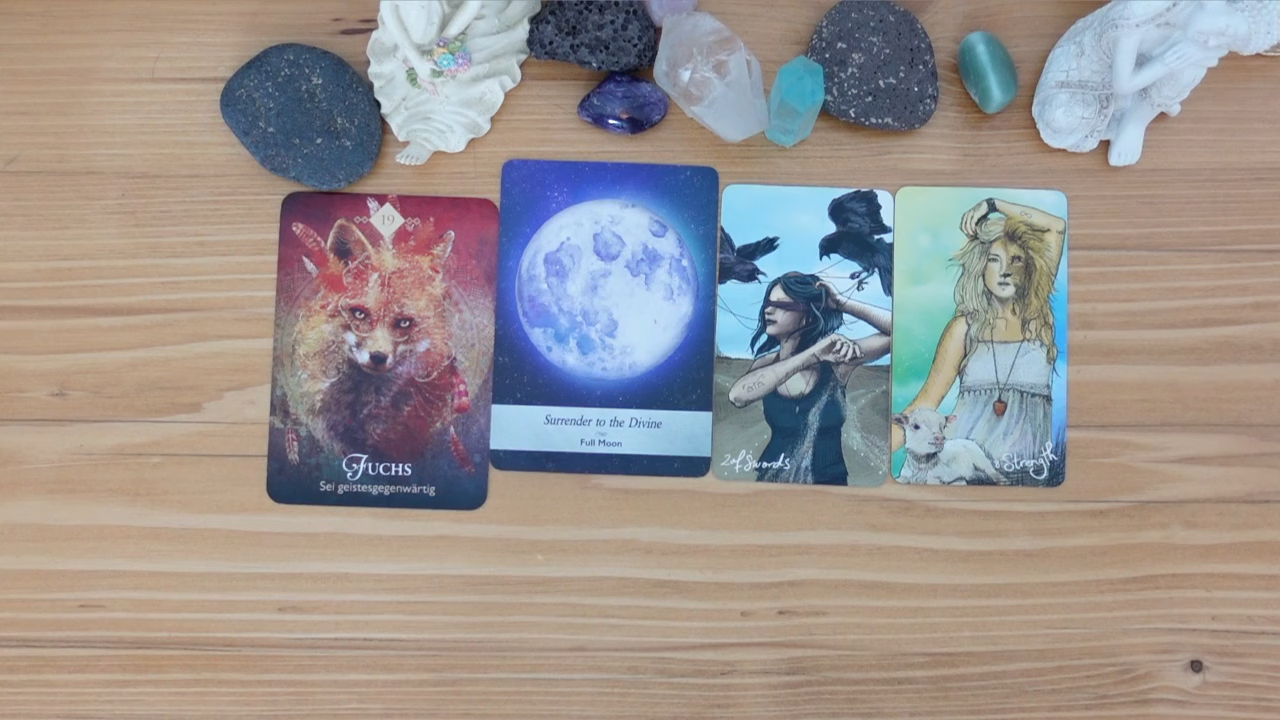 19
FUCHS
Sei geistesgegenwärtig
Surrender to the Divine
Full Moon
2 of Swords
Strength